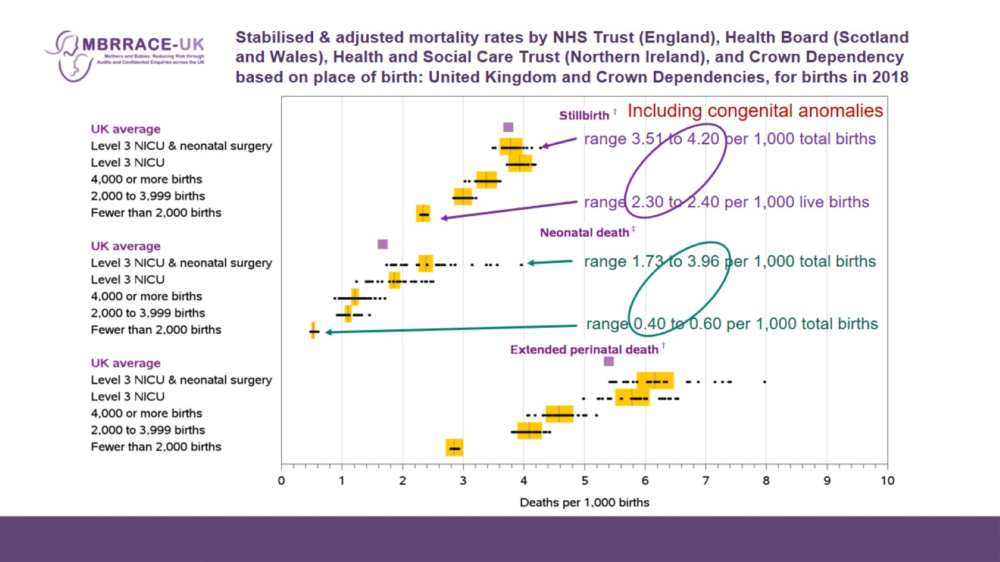 MBRRACE-UK
Mothers and Babies: Reducing Risk through
Audits and Confidential Enquiries across the UK
Stabilised & adjusted mortality rates by NHS Trust (England), Health Board (Scotland
and Wales), Health and Social Care Trust (Northern Ireland), and Crown Dependency
based on place of birth: United Kingdom and Crown Dependencies, for births in 2018
Stillbirth †
Including congenital anomalies
UK average
range 3.51 to 4.20 per 1,000 total births
Level 3 NICU & neonatal surgery
Level 3 NICU
4,000 or more births
2,000 to 3,999 births
range 2.30 to 2.40 per 1,000 live births
Fewer than 2,000 births
Neonatal death ‡
UK average
Level 3 NICU & neonatal surgery
range 1.73 to 3.96 per 1,000 total births
Level 3 NICU
4,000 or more births
2,000 to 3,999 births
range 0.40 to 0.60 per 1,000 total births
Fewer than 2,000 births
Extended perinatal death †
UK average
Level 3 NICU & neonatal surgery
Level 3 NICU
4,000 or more births
2,000 to 3,999 births
Fewer than 2,000 births
0 1 2 3 4 5 6 7 8 9 10
Deaths per 1,000 births